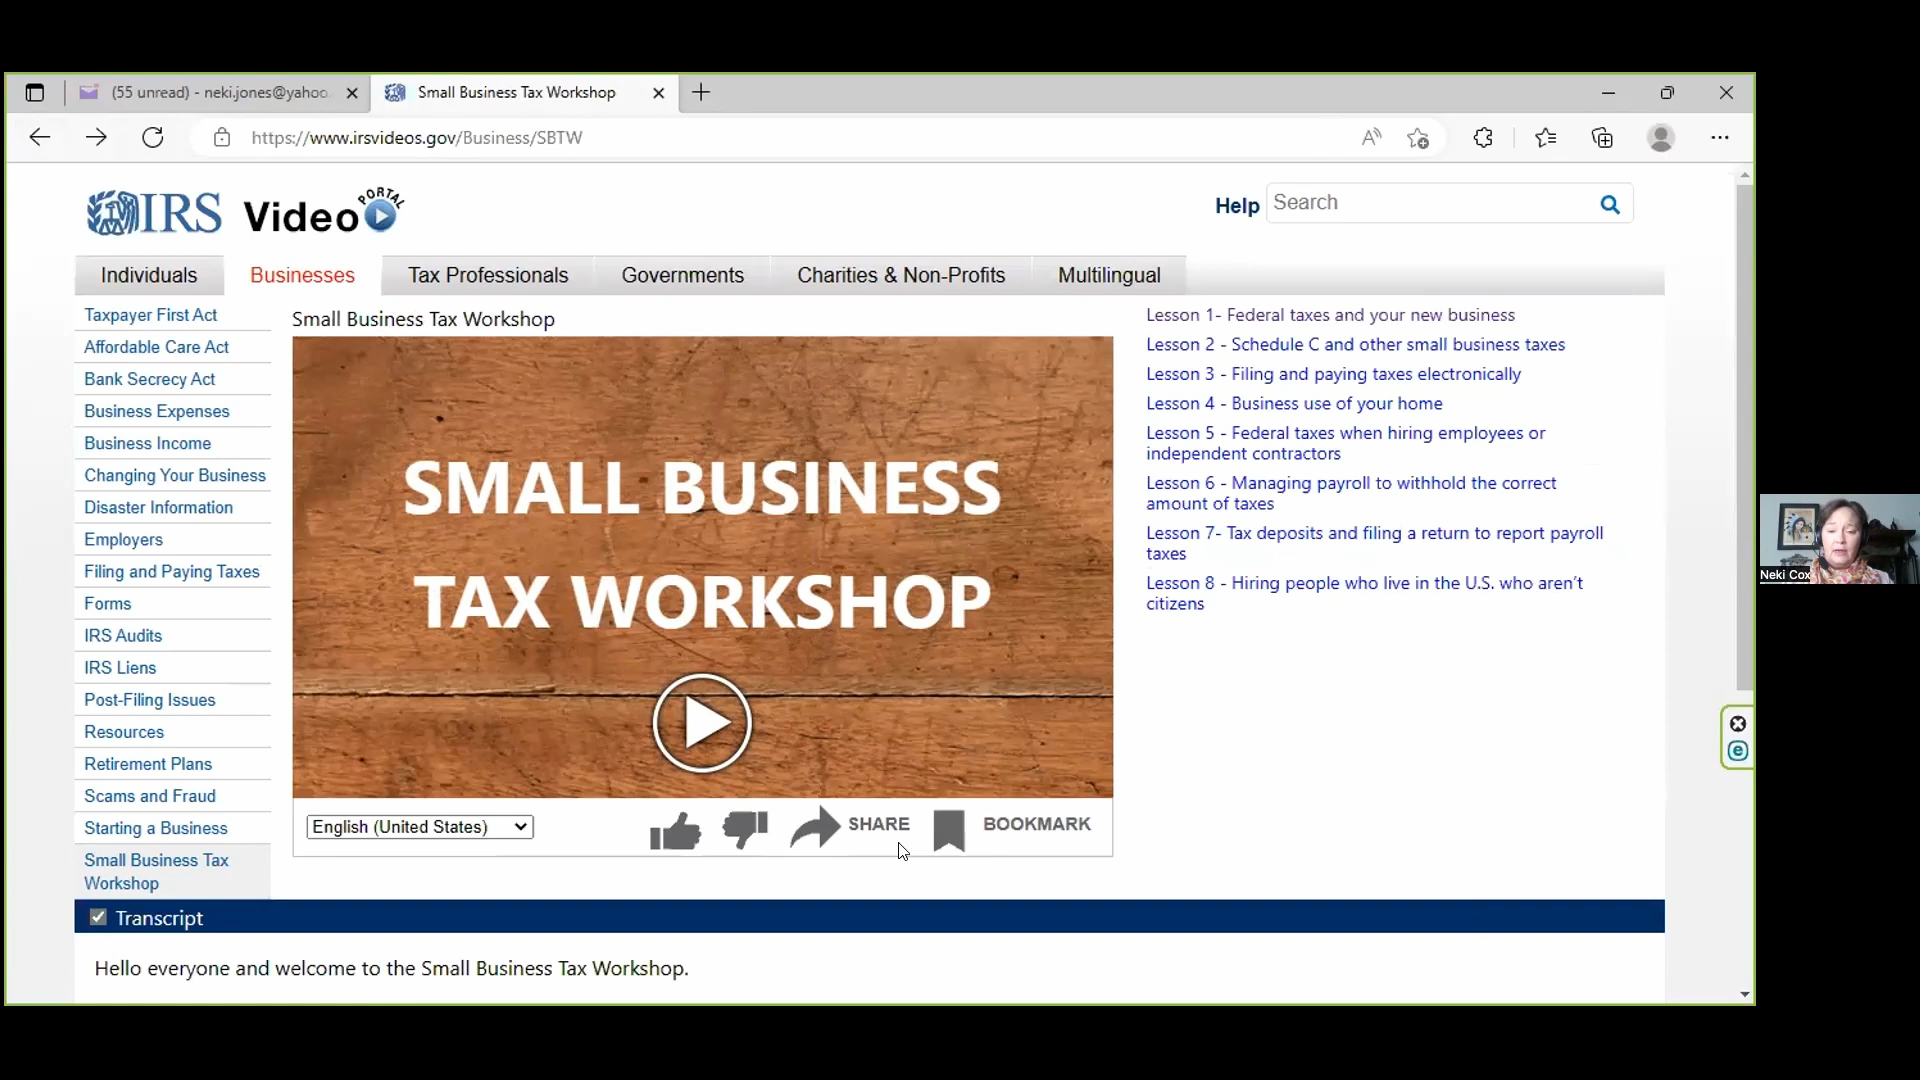 (55 unread) - neki.jones@yahoo.
Small Business Tax Workshop
https://www.irsvideos.gov/Business/SBTW
IRS Video PORTAL
Help
Search
Individuals
Businesses
Tax Professionals
Governments
Charities & Non-Profits
Multilingual
Taxpayer First Act
Affordable Care Act
Bank Secrecy Act
Business Expenses
Business Income
Changing Your Business
Disaster Information
Employers
Filing and Paying Taxes
Forms
IRS Audits
IRS Liens
Post-Filing Issues
Resources
Retirement Plans
Scams and Fraud
Starting a Business
Small Business Tax
Workshop
Small Business Tax Workshop
SMALL BUSINESS
TAX WORKSHOP
English (United States)
SHARE
BOOKMARK
Lesson 1- Federal taxes and your new business
Lesson 2 - Schedule C and other small business taxes
Lesson 3 - Filing and paying taxes electronically
Lesson 4 - Business use of your home
Lesson 5 - Federal taxes when hiring employees or
independent contractors
Lesson 6 - Managing payroll to withhold the correct
amount of taxes
Lesson 7- Tax deposits and filing a return to report payroll
taxes
Lesson 8 - Hiring people who live in the U.S. who aren't
citizens
Neki Cox
Transcript
Hello everyone and welcome to the Small Business Tax Workshop.